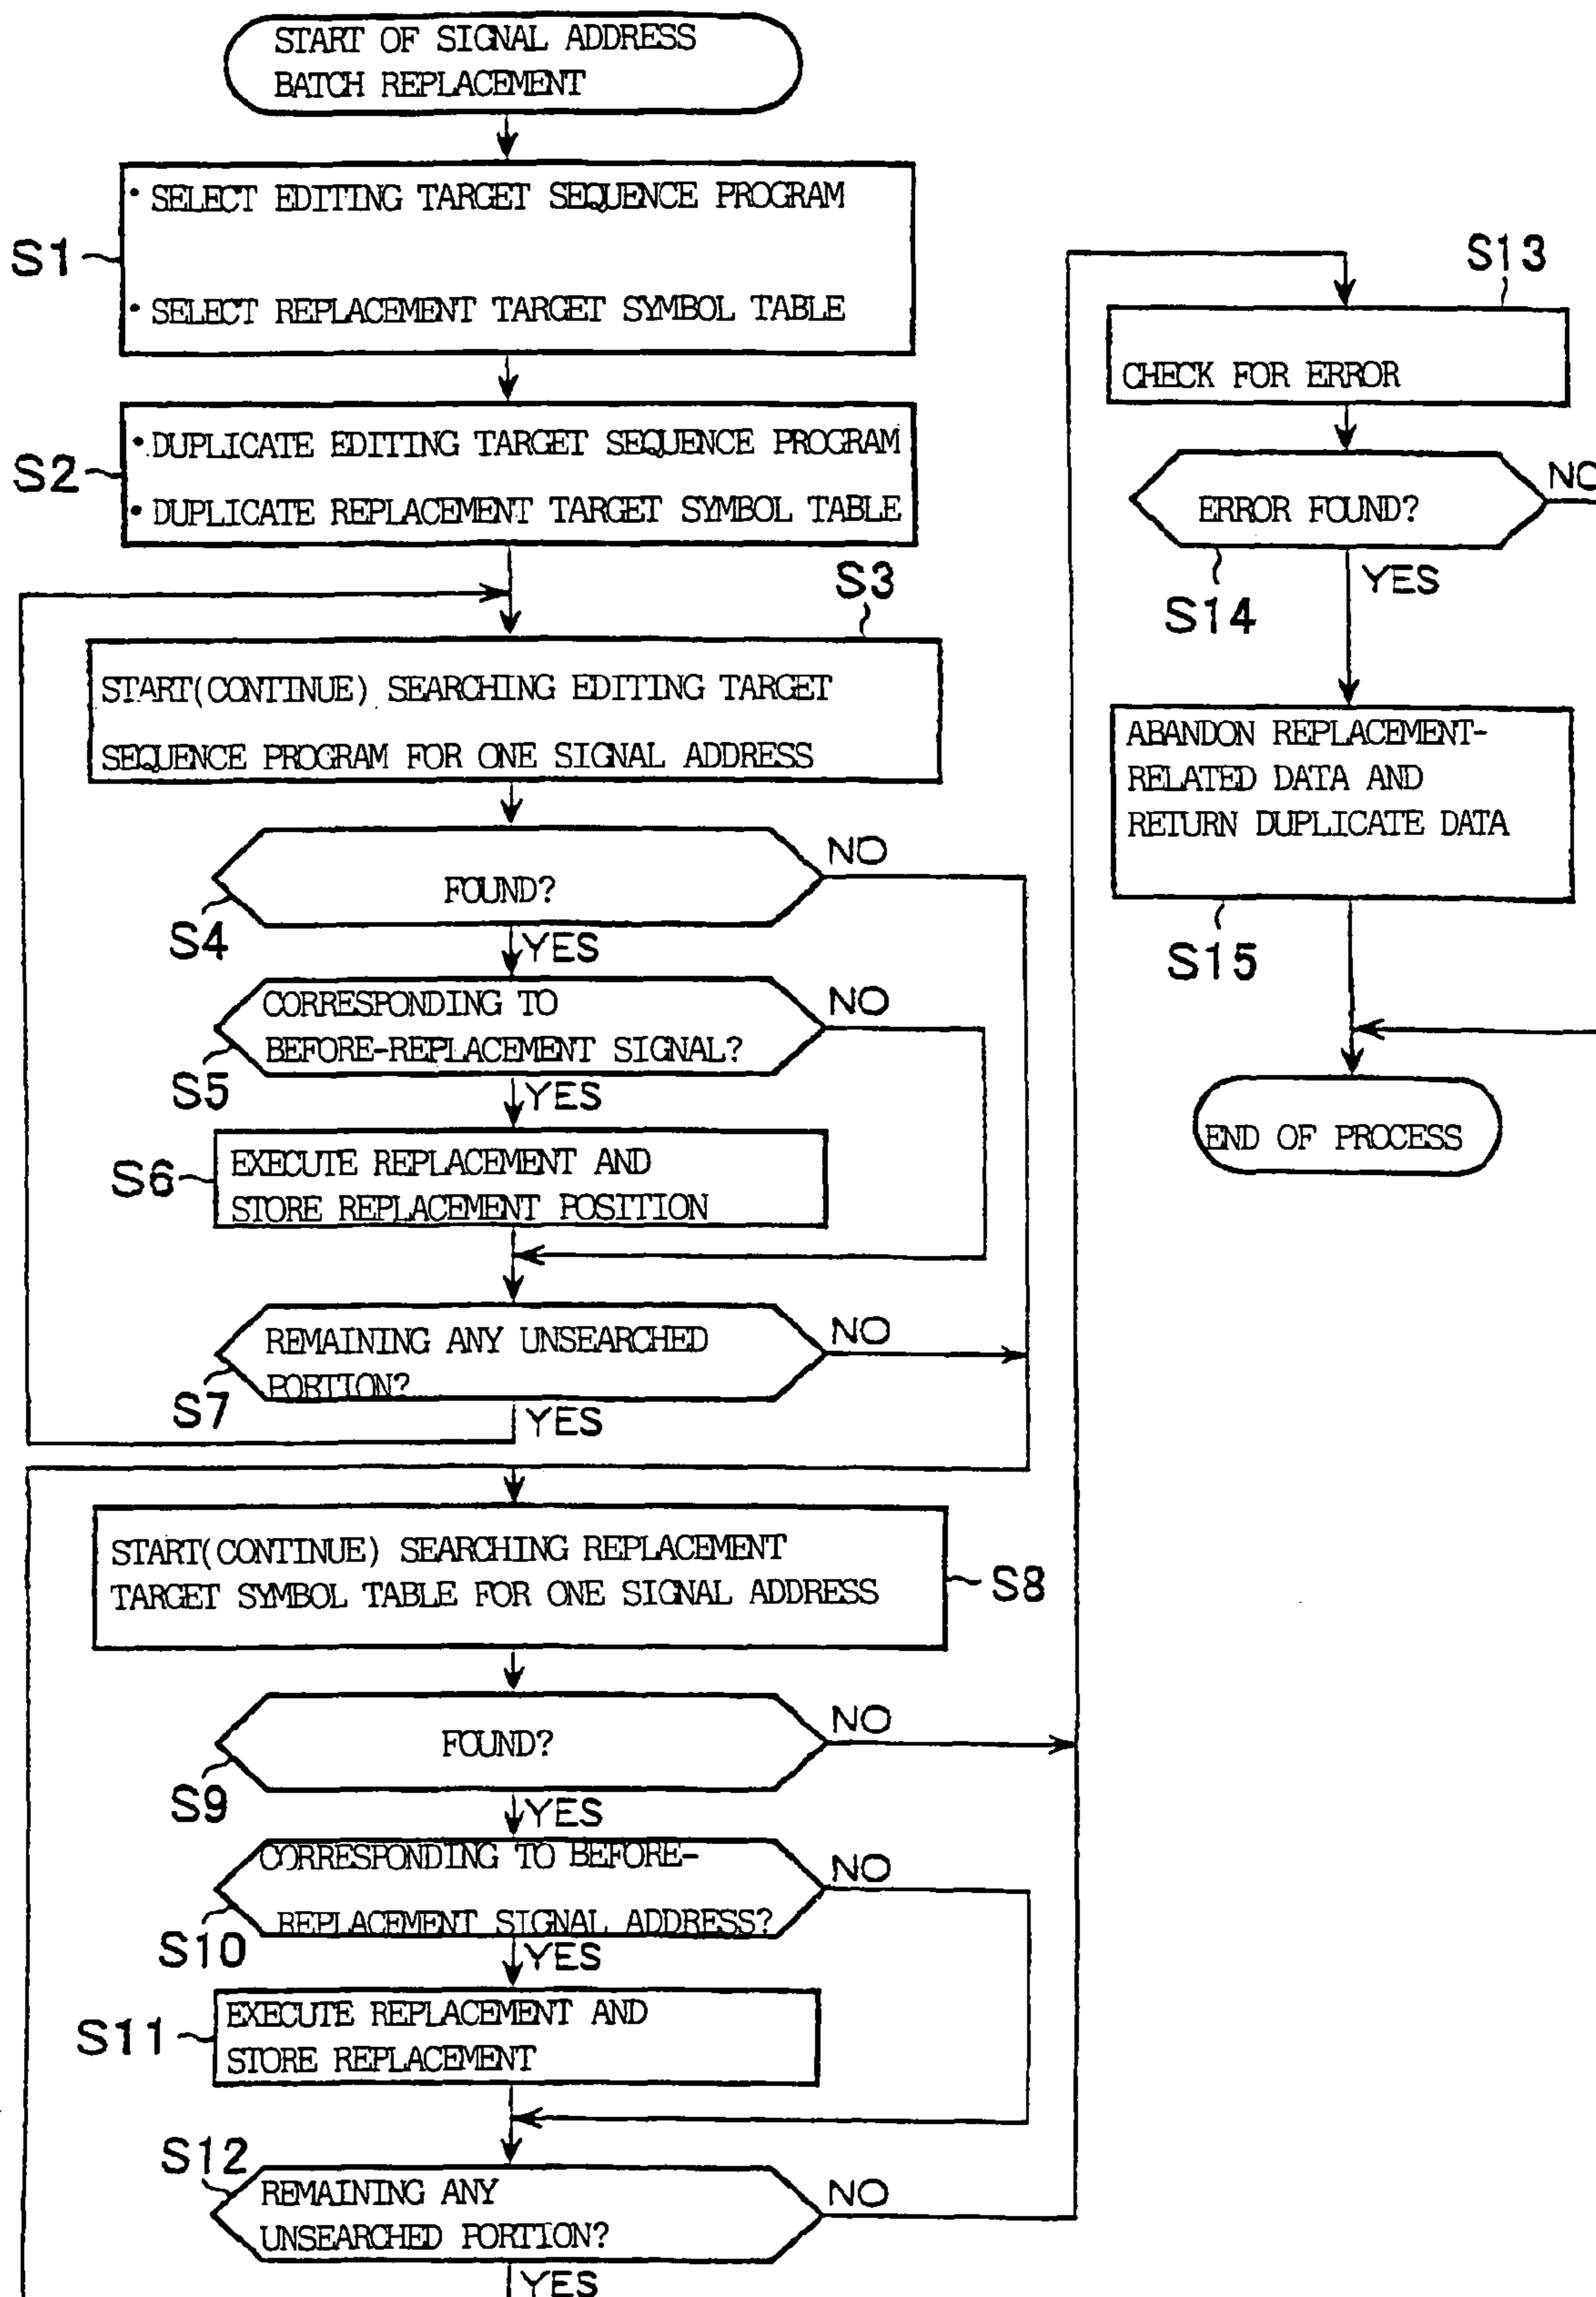 START OF SIGNAL ADDRESS
BATCH REPLACEMENT
S1
· SELECT EDITING TARGET SEQUENCE PROGRAM
· SELECT REPLACEMENT TARGET SYMBOL TABLE
S2
· DUPLICATE EDITING TARGET SEQUENCE PROGRAM
· DUPLICATE REPLACEMENT TARGET SYMBOL TABLE
S3
START(CONTINUE) SEARCHING EDITING TARGET
SEQUENCE PROGRAM FOR ONE SIGNAL ADDRESS
NO
FOUND?
S4
YES
CORRESPONDING TO
BEFORE-REPLACEMENT SIGNAL?
NO
S5
YES
S6
EXECUTE REPLACEMENT AND
STORE REPLACEMENT POSITION
REMAINING ANY UNSEARCHED
PORTION?
NO
S7
YES
START(CONTINUE) SEARCHING REPLACEMENT
TARGET SYMBOL TABLE FOR ONE SIGNAL ADDRESS
S8
NO
FOUND?
S9
YES
CORRESPONDING TO BEFORE-
REPLACEMENT SIGNAL ADDRESS?
NO
S10
YES
S11
EXECUTE REPLACEMENT AND
STORE REPLACEMENT
S12
REMAINING ANY
UNSEARCHED PORTION?
NO
YES
S13
CHECK FOR ERROR
NO
ERROR FOUND?
S14
YES
ABANDON REPLACEMENT-
RELATED DATA AND
RETURN DUPLICATE DATA
S15
END OF PROCESS